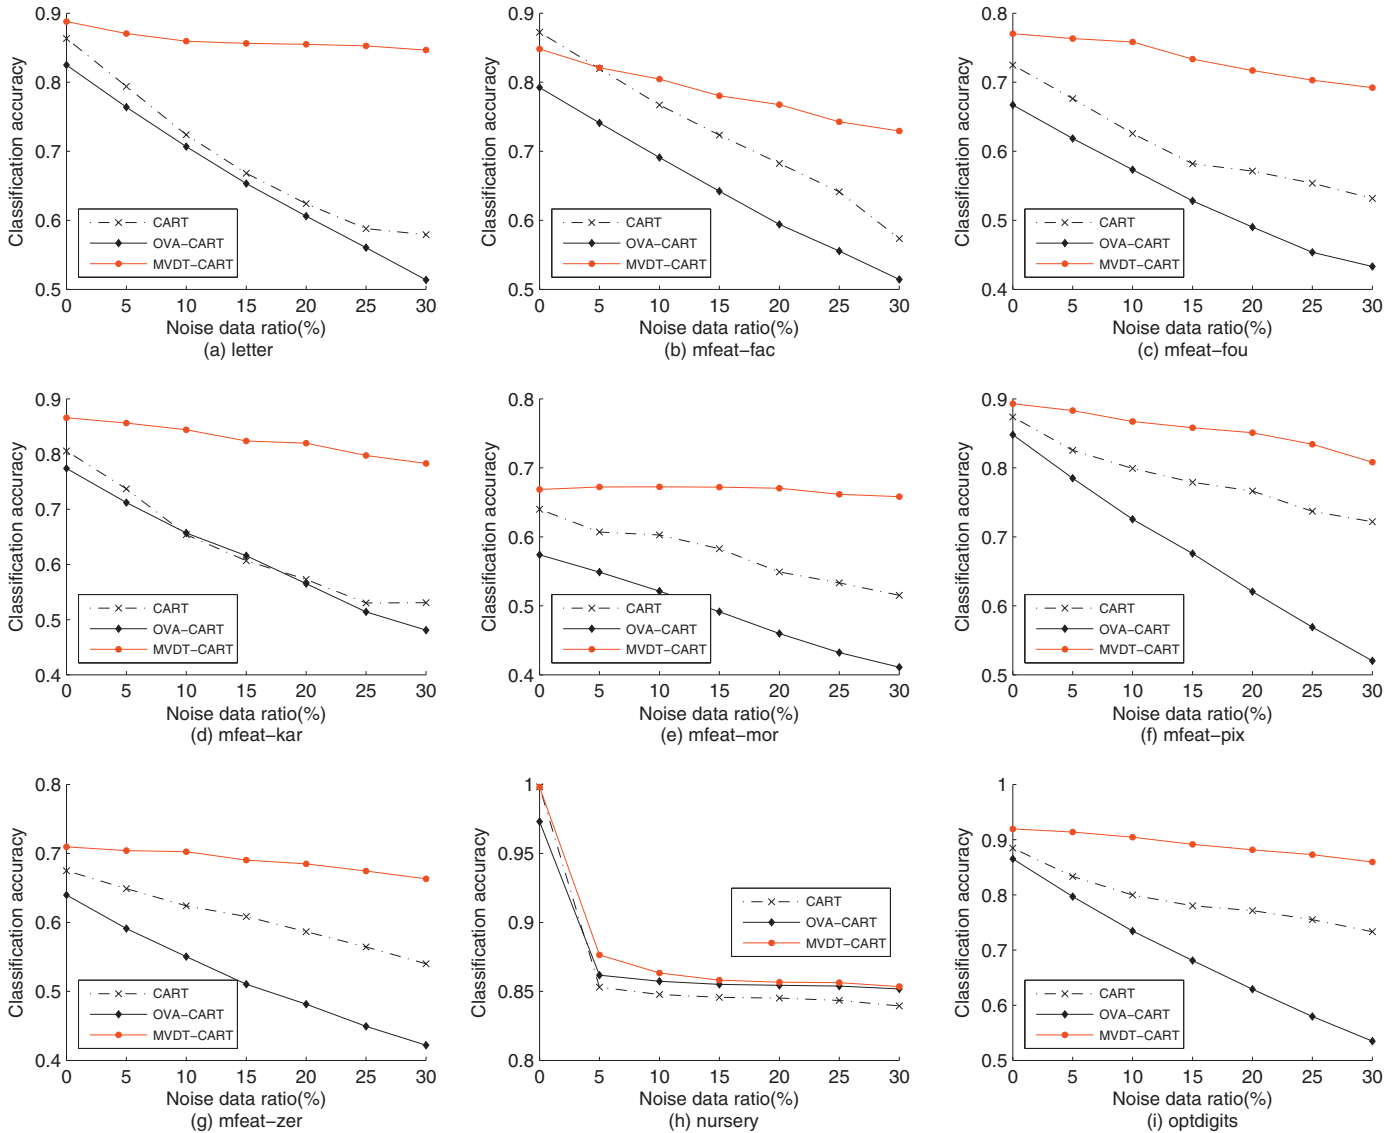 0.9
0.8
0.7
0.6
0.5
Classification accuracy
CART
OVA−CART
MVDT−CART
0 5 10 15 20 25 30
Noise data ratio(%)
(a) letter
0.9
0.8
0.7
0.6
0.5
Classification accuracy
CART
OVA−CART
MVDT−CART
0 5 10 15 20 25 30
Noise data ratio(%)
(b) mfeat−fac
0.8
0.7
0.6
0.5
0.4
Classification accuracy
CART
OVA−CART
MVDT−CART
0 5 10 15 20 25 30
Noise data ratio(%)
(c) mfeat−fou
0.9
0.8
0.7
0.6
0.5
0.4
Classification accuracy
CART
OVA−CART
MVDT−CART
0 5 10 15 20 25 30
Noise data ratio(%)
(d) mfeat−kar
0.8
0.7
0.6
0.5
0.4
Classification accuracy
CART
OVA−CART
MVDT−CART
0 5 10 15 20 25 30
Noise data ratio(%)
(e) mfeat−mor
0.9
0.8
0.7
0.6
0.5
Classification accuracy
CART
OVA−CART
MVDT−CART
0 5 10 15 20 25 30
Noise data ratio(%)
(f) mfeat−pix
0.8
0.7
0.6
0.5
0.4
Classification accuracy
CART
OVA−CART
MVDT−CART
0 5 10 15 20 25 30
Noise data ratio(%)
(g) mfeat−zer
1
0.95
0.9
0.85
0.8
Classification accuracy
CART
OVA−CART
MVDT−CART
0 5 10 15 20 25 30
Noise data ratio(%)
(h) nursery
1
0.9
0.8
0.7
0.6
0.5
Classification accuracy
CART
OVA−CART
MVDT−CART
0 5 10 15 20 25 30
Noise data ratio(%)
(i) optdigits